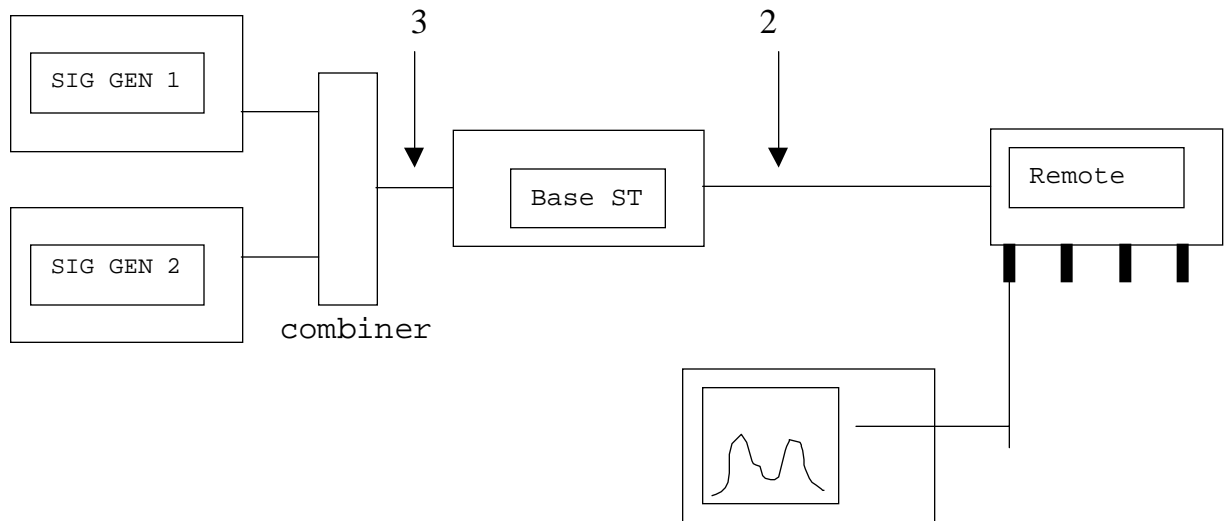 3
2
SIG GEN 1
Remote
Base ST
SIG GEN 2
combiner